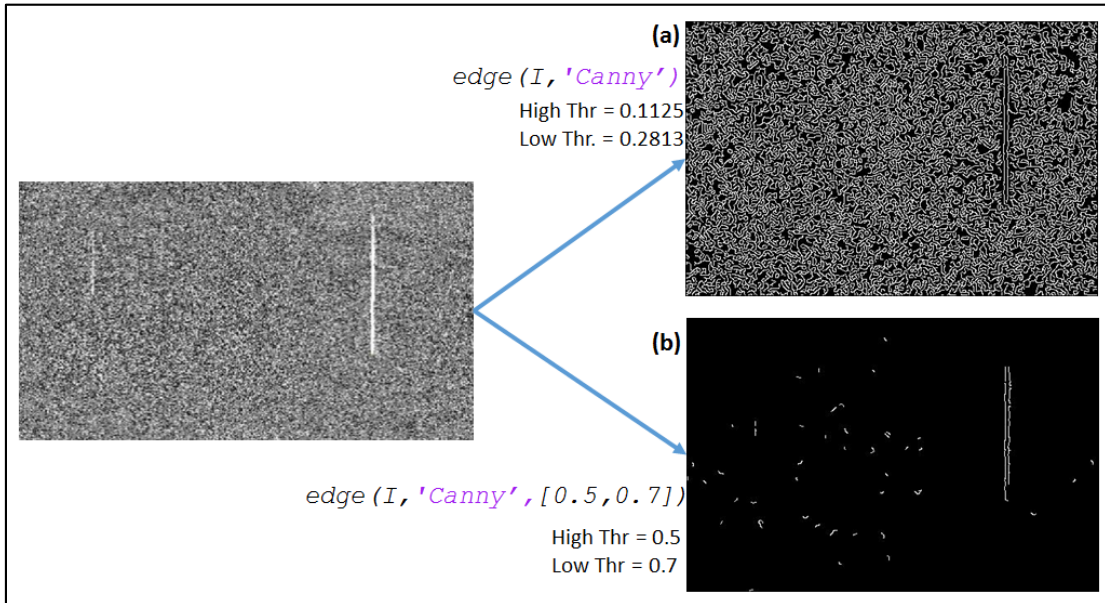 (a)
edge(I,'Canny')
High Thr = 0.1125
Low Thr. = 0.2813
(b)
edge(I,'Canny',[0.5,0.7])
High Thr = 0.5
Low Thr = 0.7